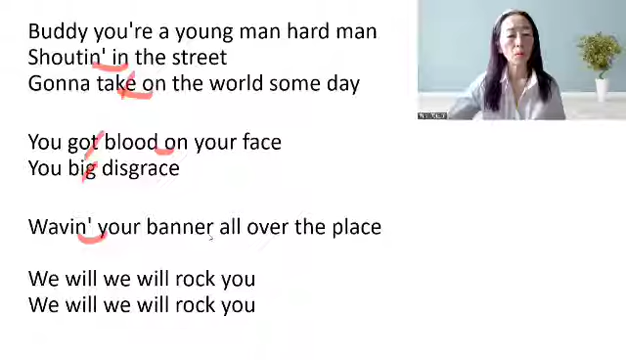 Buddy you're a young man hard man
Shoutin' in the street
Gonna take on the world some day
You got blood on your face
You big disgrace
Wavin' your banner all over the place
We will we will rock you
We will we will rock you